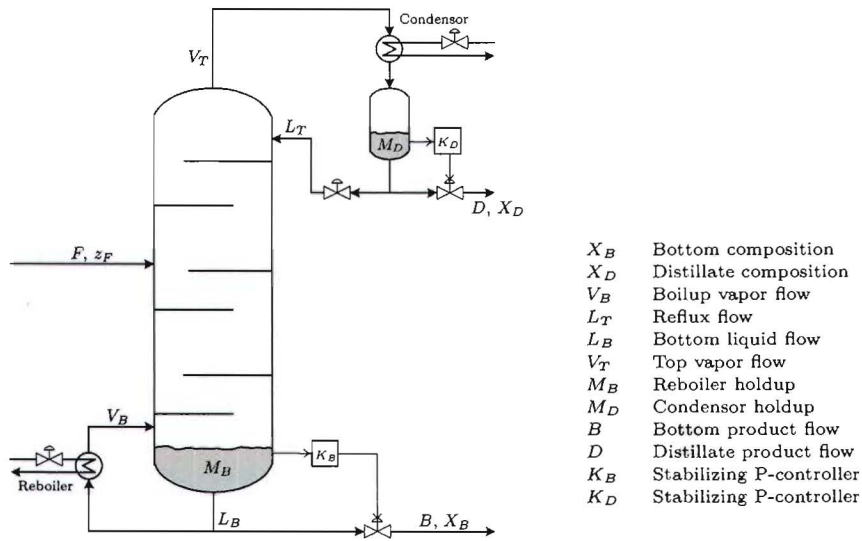 Condensor
V_T
L_T
M_D
K_D
D, X_D
F, z_F
V_B
M_B
K_B
Reboiler
L_B
B, X_B
X_B Bottom composition
X_D Distillate composition
V_B Boilup vapor flow
L_T Reflux flow
L_B Bottom liquid flow
V_T Top vapor flow
M_B Reboiler holdup
M_D Condensor holdup
B Bottom product flow
D Distillate product flow
K_B Stabilizing P-controller
K_D Stabilizing P-controller